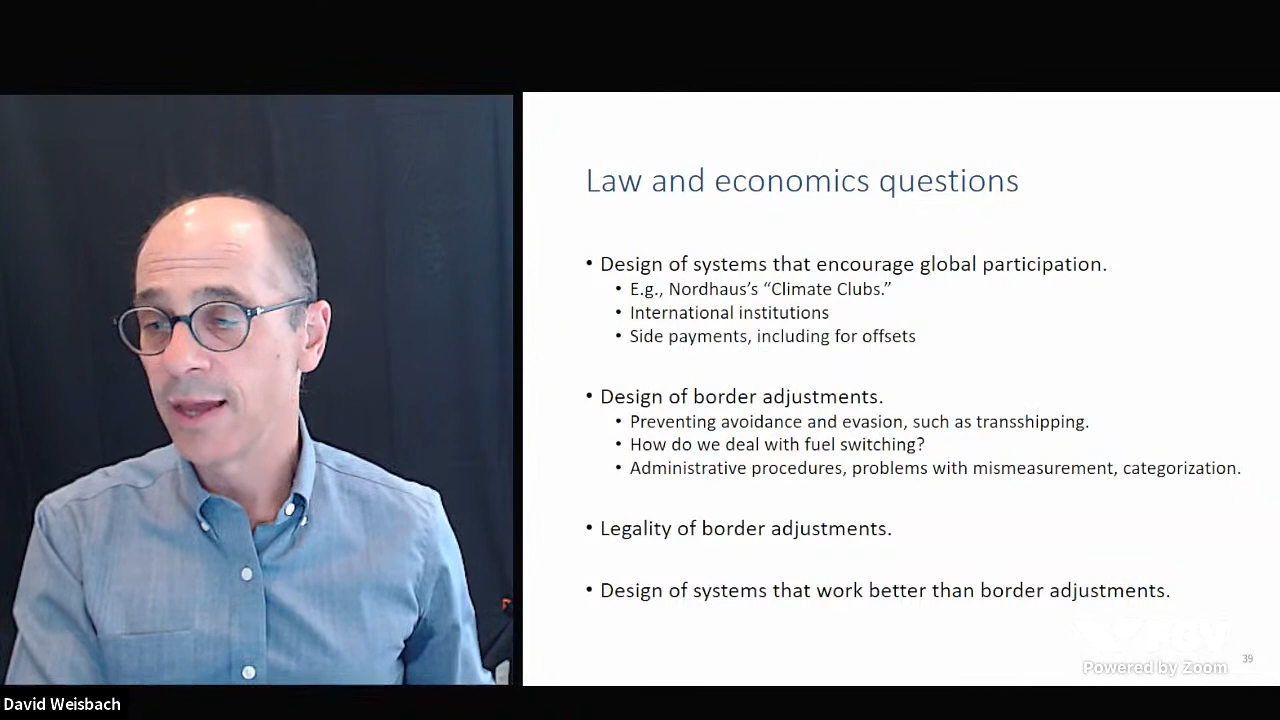 Law and economics questions
• Design of systems that encourage global participation.
• E.g., Nordhaus’s “Climate Clubs.”
• International institutions
• Side payments, including for offsets
• Design of border adjustments.
• Preventing avoidance and evasion, such as transshipping.
• How do we deal with fuel switching?
• Administrative procedures, problems with mismeasurement, categorization.
• Legality of border adjustments.
• Design of systems that work better than border adjustments.
39
Powered by Zoom
David Weisbach